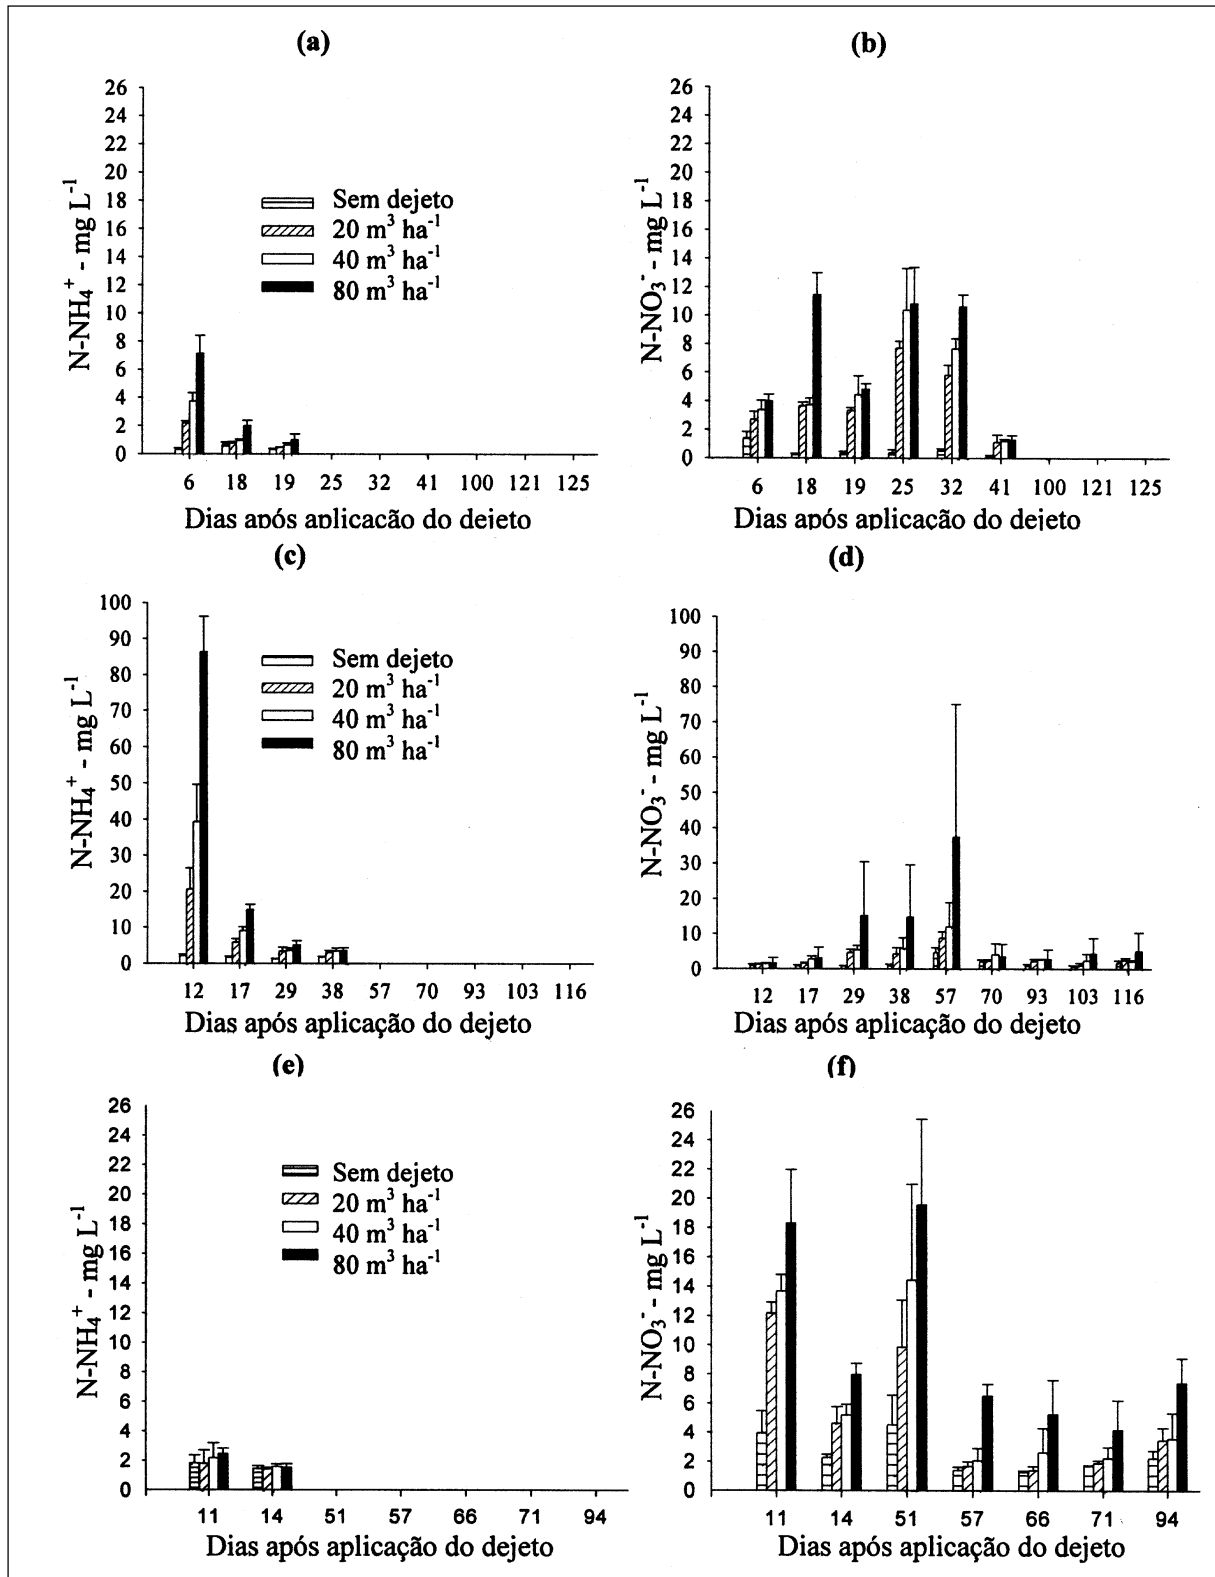 (a)
26
24
22
20
18
16
14
12
10
8
6
4
2
0
N-NH₄⁺ - mg L⁻¹
Sem dejeto
20 m³ ha⁻¹
40 m³ ha⁻¹
80 m³ ha⁻¹
6 18 19 25 32 41 100 121 125
Dias após aplicação do dejeto
(b)
26
24
22
20
18
16
14
12
10
8
6
4
2
0
N-NO₃⁻ - mg L⁻¹
6 18 19 25 32 41 100 121 125
Dias após aplicação do dejeto
(c)
100
90
80
70
60
50
40
30
20
10
0
N-NH₄⁺ - mg L⁻¹
Sem dejeto
20 m³ ha⁻¹
40 m³ ha⁻¹
80 m³ ha⁻¹
12 17 29 38 57 70 93 103 116
Dias após aplicação do dejeto
(d)
100
90
80
70
60
50
40
30
20
10
0
N-NO₃⁻ - mg L⁻¹
12 17 29 38 57 70 93 103 116
Dias após aplicação do dejeto
(e)
26
24
22
20
18
16
14
12
10
8
6
4
2
0
N-NH₄⁺ - mg L⁻¹
Sem dejeto
20 m³ ha⁻¹
40 m³ ha⁻¹
80 m³ ha⁻¹
11 14 51 57 66 71 94
Dias após aplicação do dejeto
(f)
26
24
22
20
18
16
14
12
10
8
6
4
2
0
N-NO₃⁻ - mg L⁻¹
11 14 51 57 66 71 94
Dias após aplicação do dejeto